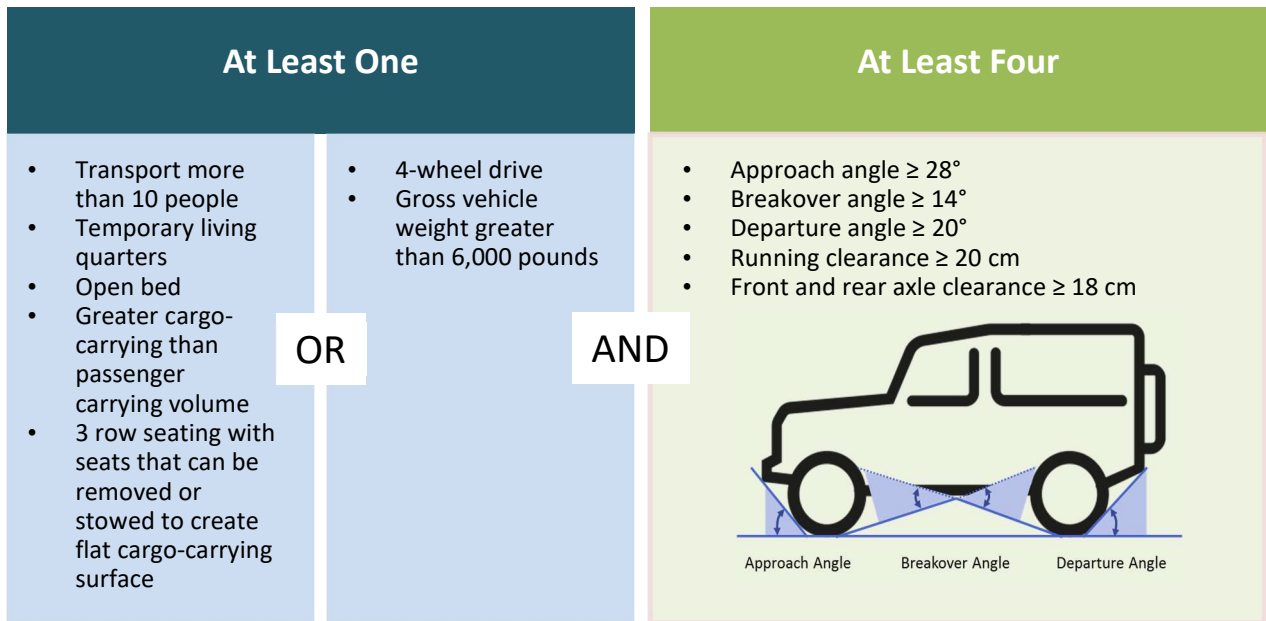 At Least One
• Transport more
than 10 people
• Temporary living
quarters
• Open bed
• Greater cargo-
carrying than
passenger
carrying volume
• 3 row seating with
seats that can be
removed or
stowed to create
flat cargo-carrying
surface
OR
• 4-wheel drive
• Gross vehicle
weight greater
than 6,000 pounds
AND
At Least Four
• Approach angle ≥ 28°
• Breakover angle ≥ 14°
• Departure angle ≥ 20°
• Running clearance ≥ 20 cm
• Front and rear axle clearance ≥ 18 cm
Approach Angle
Breakover Angle
Departure Angle